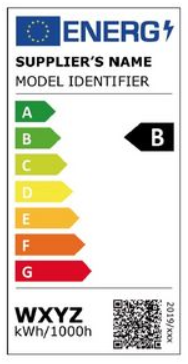 ENERG
SUPPLIER'S NAME
MODEL IDENTIFIER
A
B
B
C
D
E
F
G
WXYZ
kWh/1000h
2019/xxx